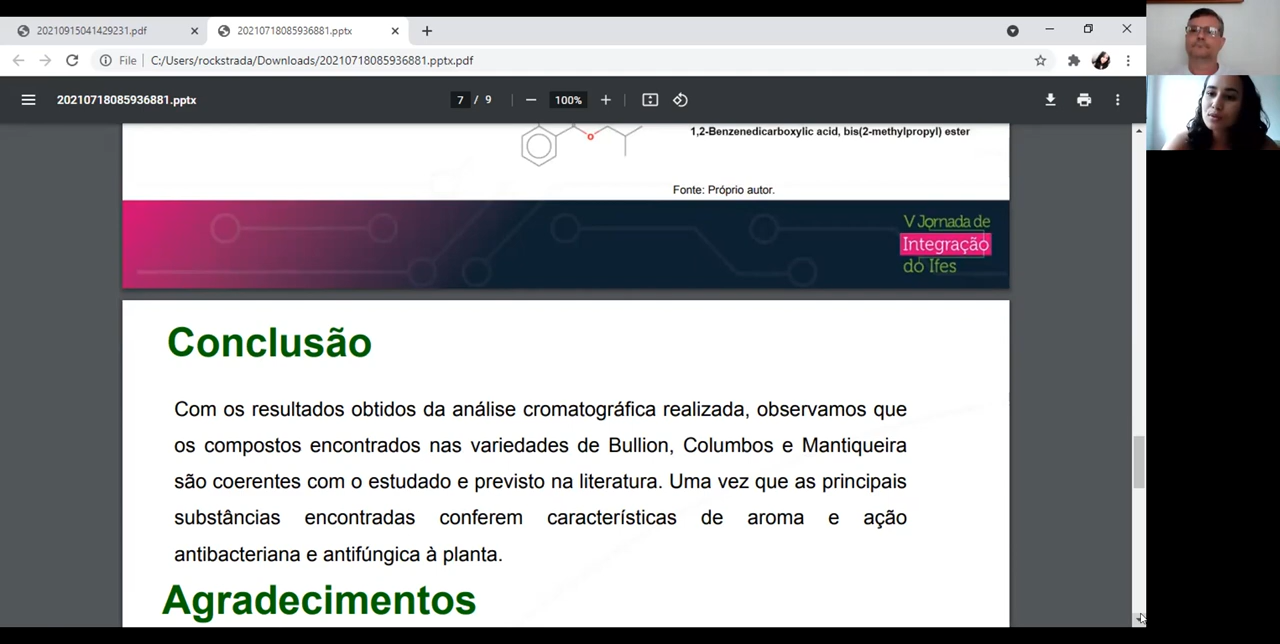 20210915041429231.pdf
20210718085936881.pptx
File
C:/Users/rockstrada/Downloads/20210718085936881.pptx.pdf
20210718085936881.pptx
7 / 9
100%
1,2-Benzenedicarboxylic acid, bis(2-methylpropyl) ester
Fonte: Próprio autor.
V Jornada de
Integração
do Ifes
Conclusão
Com os resultados obtidos da análise cromatográfica realizada, observamos que
os compostos encontrados nas variedades de Bullion, Columbos e Mantiqueira
são coerentes com o estudado e previsto na literatura. Uma vez que as principais
substâncias encontradas conferem características de aroma e ação
antibacteriana e antifúngica à planta.
Agradecimentos